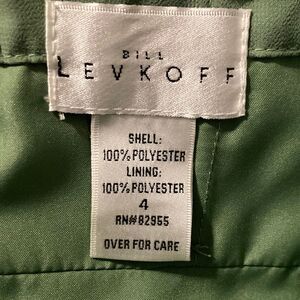 BILL
LEVKOFF
SHELL:
100% POLYESTER
LINING:
100% POLYESTER
4
RN#82955
OVER FOR CARE